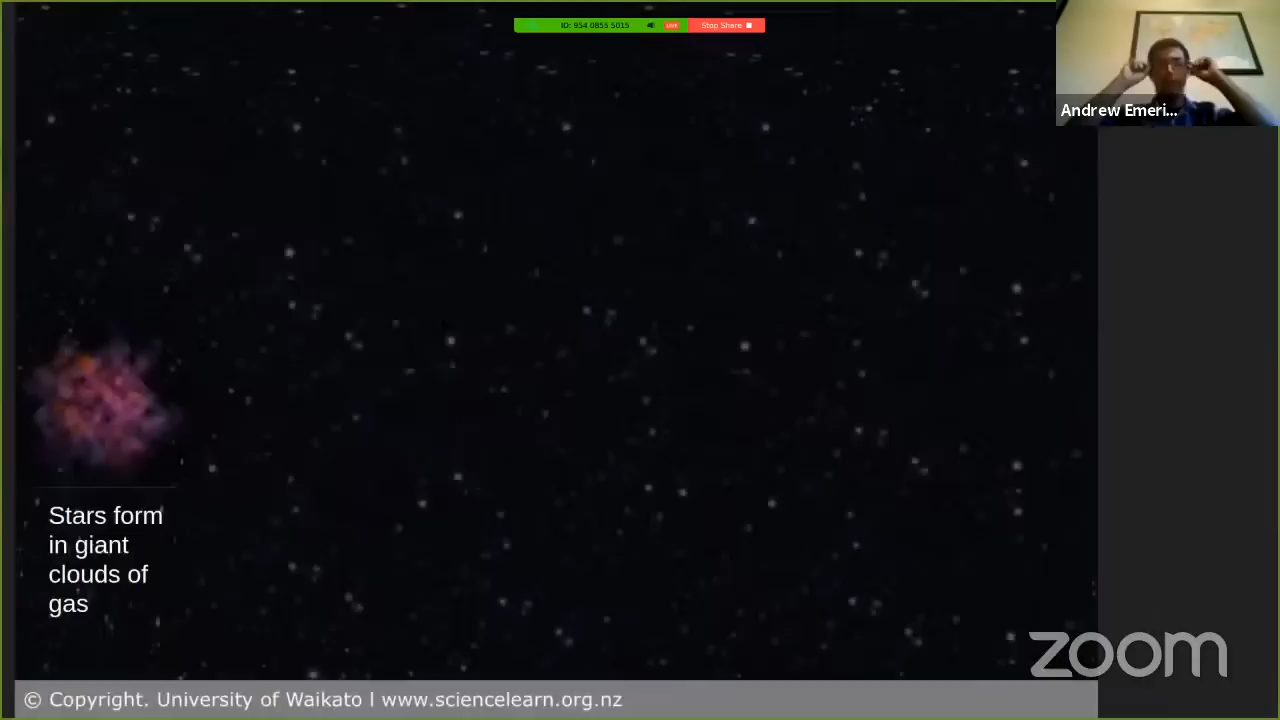 ID: 954 0855 5015
LIVE
Stop Share
Andrew Emeri...
Stars form
in giant
clouds of
gas
zoom
© Copyright. University of Waikato | www.sciencelearn.org.nz